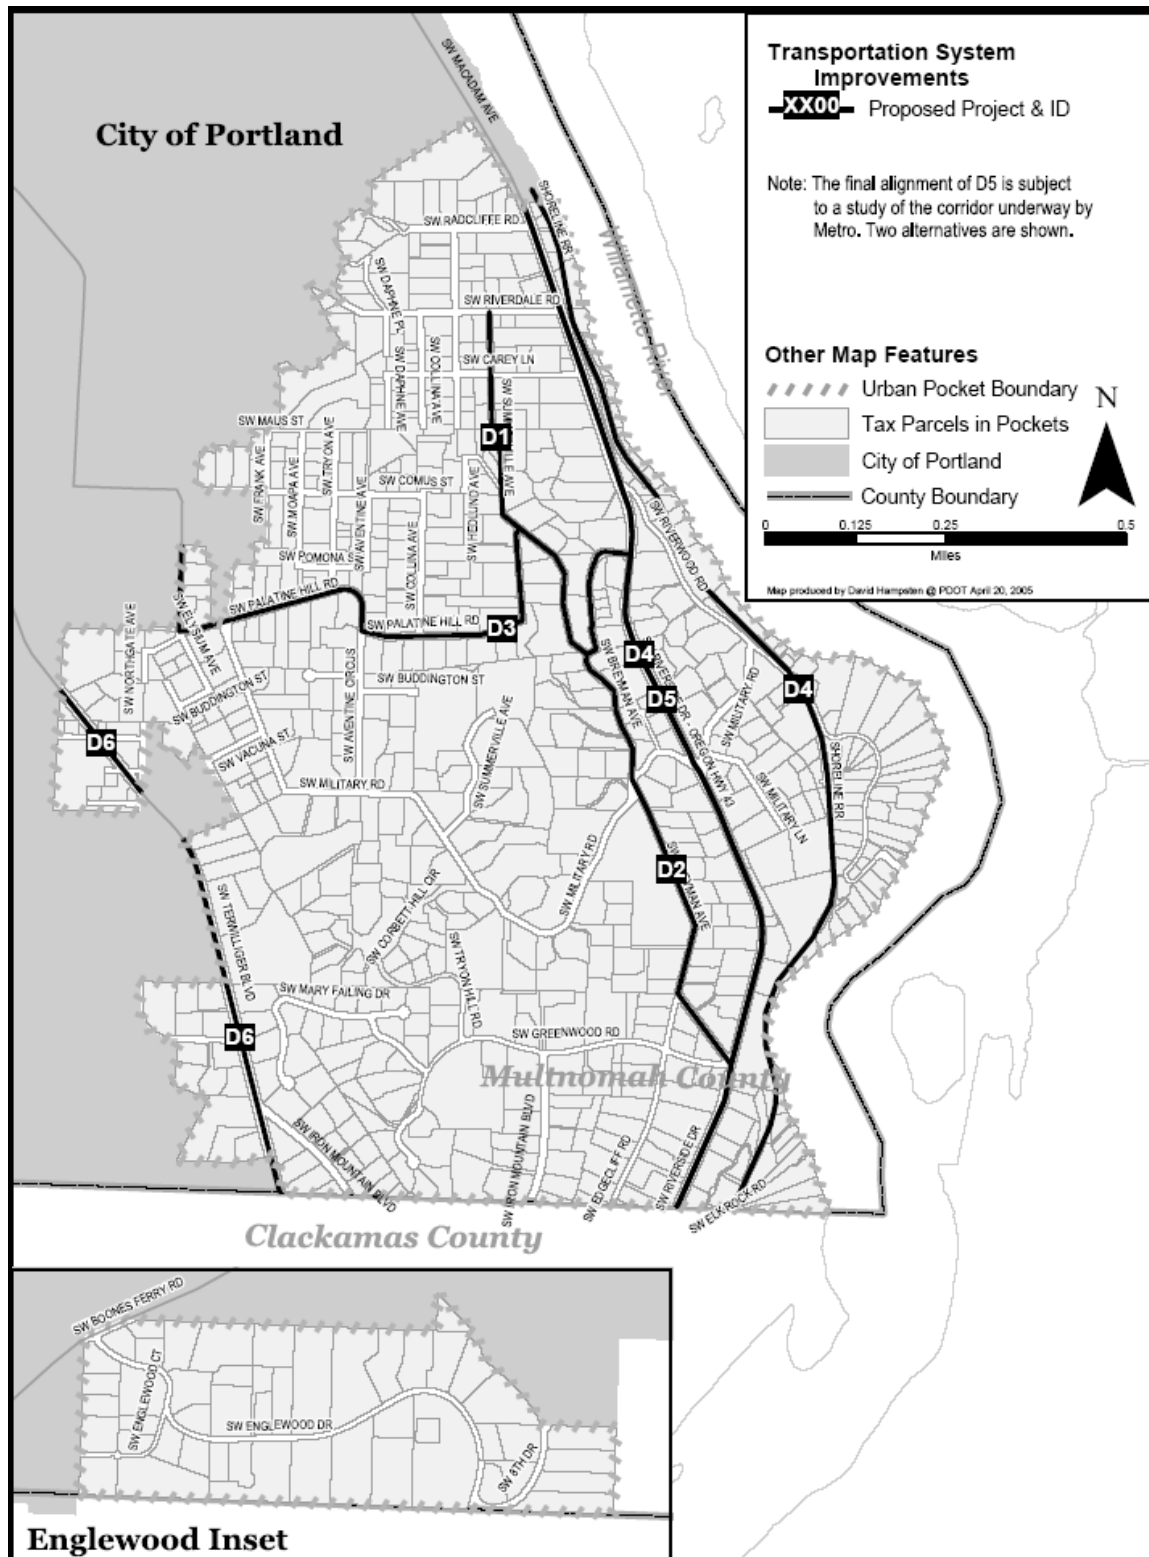 Transportation System
Improvements
XX00 Proposed Project & ID
Note: The final alignment of D5 is subject
to a study of the corridor underway by
Metro. Two alternatives are shown.
Other Map Features
Urban Pocket Boundary
Tax Parcels in Pockets
City of Portland
County Boundary
N
0 0.125 0.25 0.5
Miles
Map produced by David Hampsten @ PDOT April 20, 2005
City of Portland
SW MACADAM AVE
SHORELINE RR
Willamette River
SW RADCLIFFE RD
SW DAPHNE PL
SW RIVERDALE RD
SW CAREY LN
SW DAPHNE AVE
SW COLLINA AVE
D1
SW MAUS ST
SW FRANK AVE
SW MOAPA AVE
SW TRYON AVE
SW AVENTINE AVE
SW COMUS ST
SW COLLINA AVE
SW HEDLUND AVE
SW POMONA
SW RIVERWOOD RD
SW PALATINE HILL RD
SW PALATINE HILL RD
D3
SW NORTHGATE AVE
SW ELYSIUM AVE
SW BUDDINGTON ST
SW BUDDINGTON ST
SW AVENTINE CIRCUS
SW VACUNA ST
D6
SW MILITARY RD
SW SUMMERVILLE AVE
SW BREYMAN AVE
D4
D5
DR - OREGON HWY 43
SW MILITARY RD
D4
SHORELINE RR
SW MILITARY LN
SW MILITARY RD
D2
SW TERWILLIGER BLVD
SW CORBETT HILL CIR
SW TRYON HILL RD
SW MARY FAILING DR
D6
SW GREENWOOD RD
Multnomah County
SW IRON MOUNTAIN BLVD
SW IRON MOUNTAIN BLVD
SW EDGECLIFF RD
SW RIVERSIDE DR
SW ELK ROCK RD
Clackamas County
SW BOONES FERRY RD
SW ENGLEWOOD CT
SW ENGLEWOOD DR
SW 8TH DR
Englewood Inset